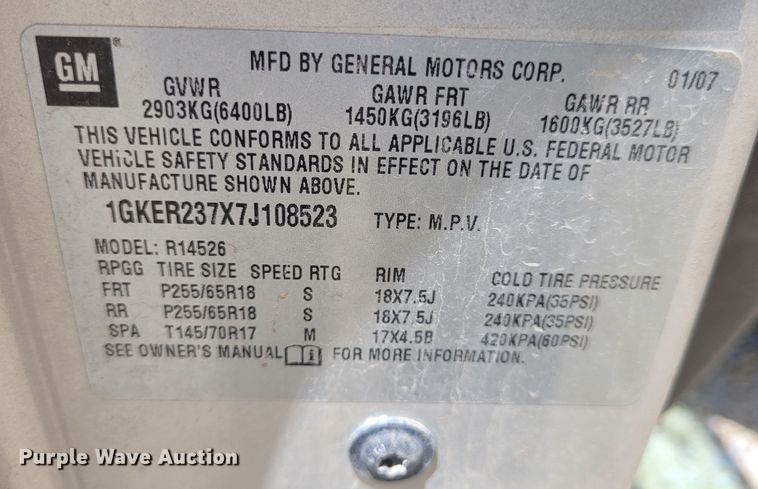 GM
MFD BY GENERAL MOTORS CORP. 01/07
GVWR GAWR FRT GAWR RR
2903KG(6400LB) 1450KG(3196LB) 1600KG(3527LB)
THIS VEHICLE CONFORMS TO ALL APPLICABLE U.S. FEDERAL MOTOR
VEHICLE SAFETY STANDARDS IN EFFECT ON THE DATE OF
MANUFACTURE SHOWN ABOVE.
1GKER237X7J108523 TYPE: M.P.V.
MODEL: R14526
RPGG TIRE SIZE SPEED RTG RIM COLD TIRE PRESSURE
FRT P255/65R18 S 18X7.5J 240KPA(35PSI)
RR P255/65R18 S 18X7.5J 240KPA(35PSI)
SPA T145/70R17 M 17X4.5B 420KPA(60PSI)
SEE OWNER'S MANUAL i FOR MORE INFORMATION.
Purple Wave Auction